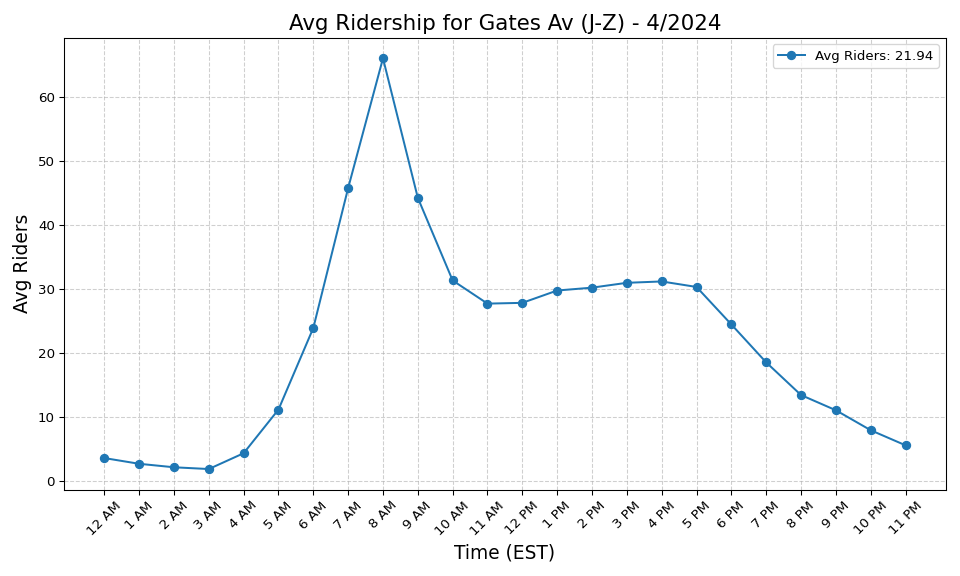 Avg Ridership for Gates Av (J-Z) - 4/2024
Avg Riders: 21.94
Avg Riders
60
50
40
30
20
10
0
12 AM
1 AM
2 AM
3 AM
4 AM
5 AM
6 AM
7 AM
8 AM
9 AM
10 AM
11 AM
12 PM
1 PM
2 PM
3 PM
4 PM
5 PM
6 PM
7 PM
8 PM
9 PM
10 PM
11 PM
Time (EST)